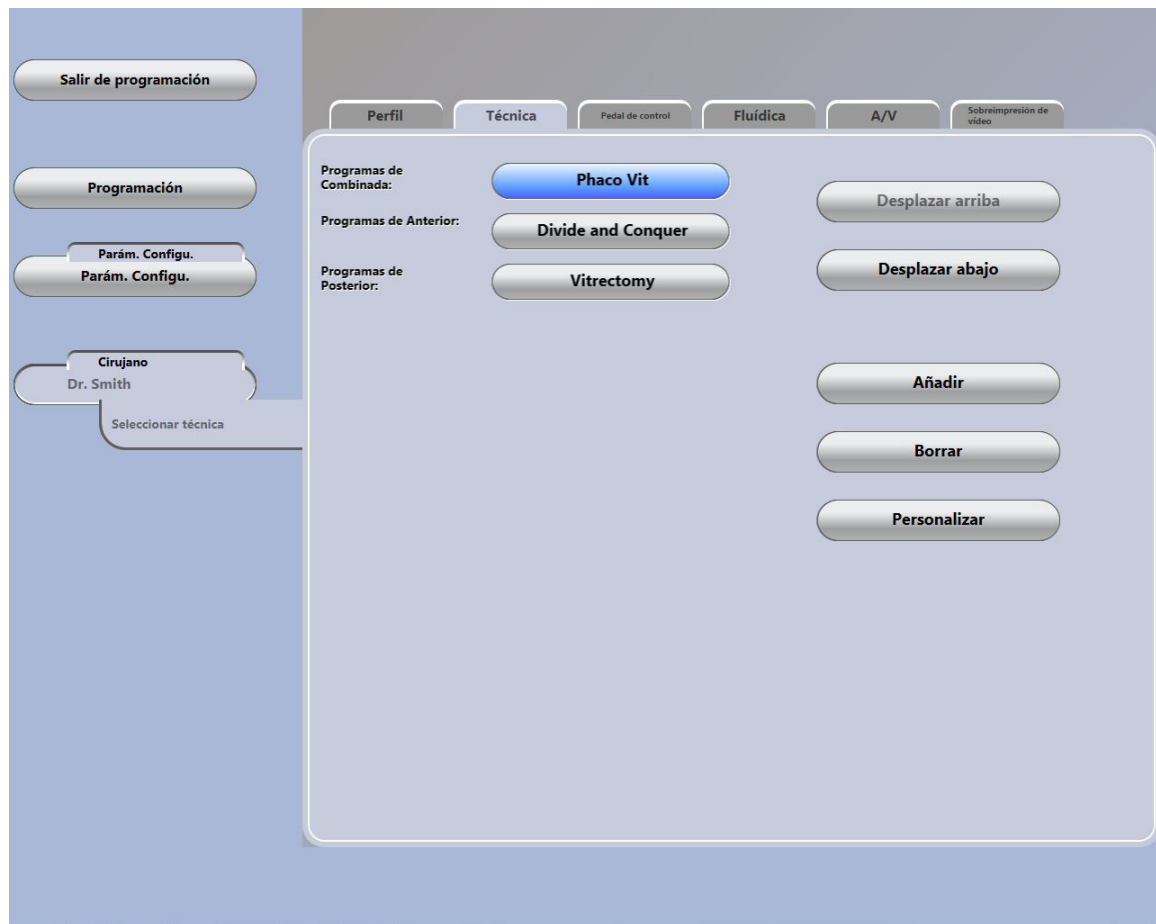 Salir de programación
Perfil
Técnica
Pedal de control
Fluídica
A/V
Sobreimpresión de
vídeo
Programación
Parám. Configu.
Parám. Configu.
Cirujano
Dr. Smith
Seleccionar técnica
Programas de
Combinada:
Phaco Vit
Programas de Anterior:
Divide and Conquer
Programas de
Posterior:
Vitrectomy
Desplazar arriba
Desplazar abajo
Añadir
Borrar
Personalizar